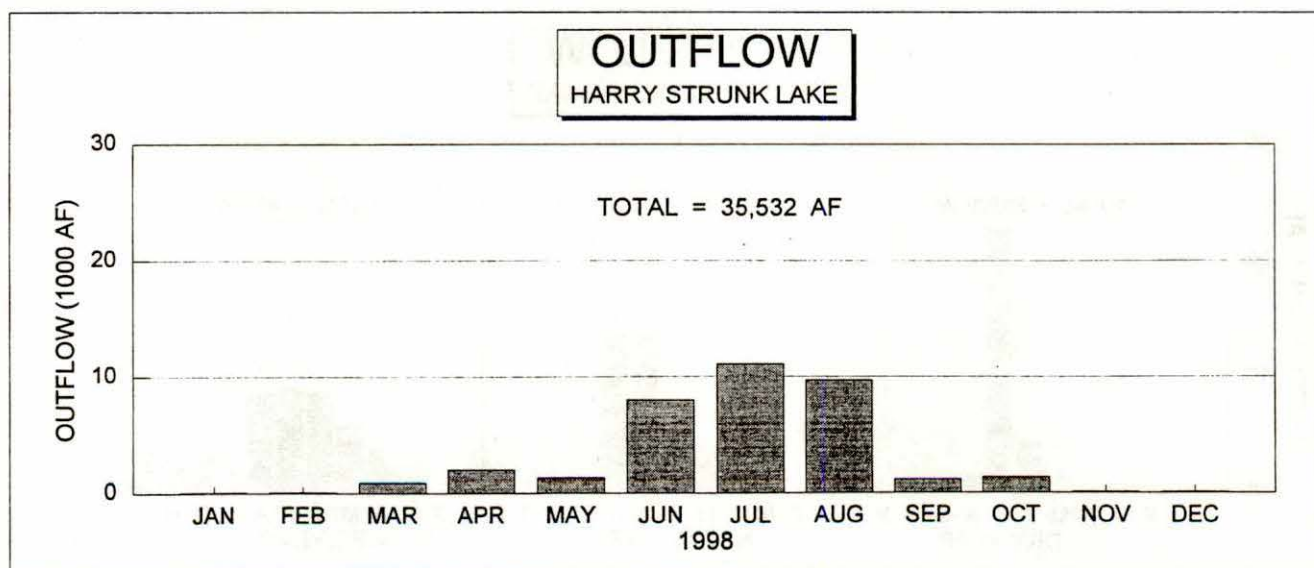 OUTFLOW
HARRY STRUNK LAKE
TOTAL = 35,532 AF
OUTFLOW (1000 AF)
30
20
10
0
JAN FEB MAR APR MAY JUN JUL AUG SEP OCT NOV DEC
1998